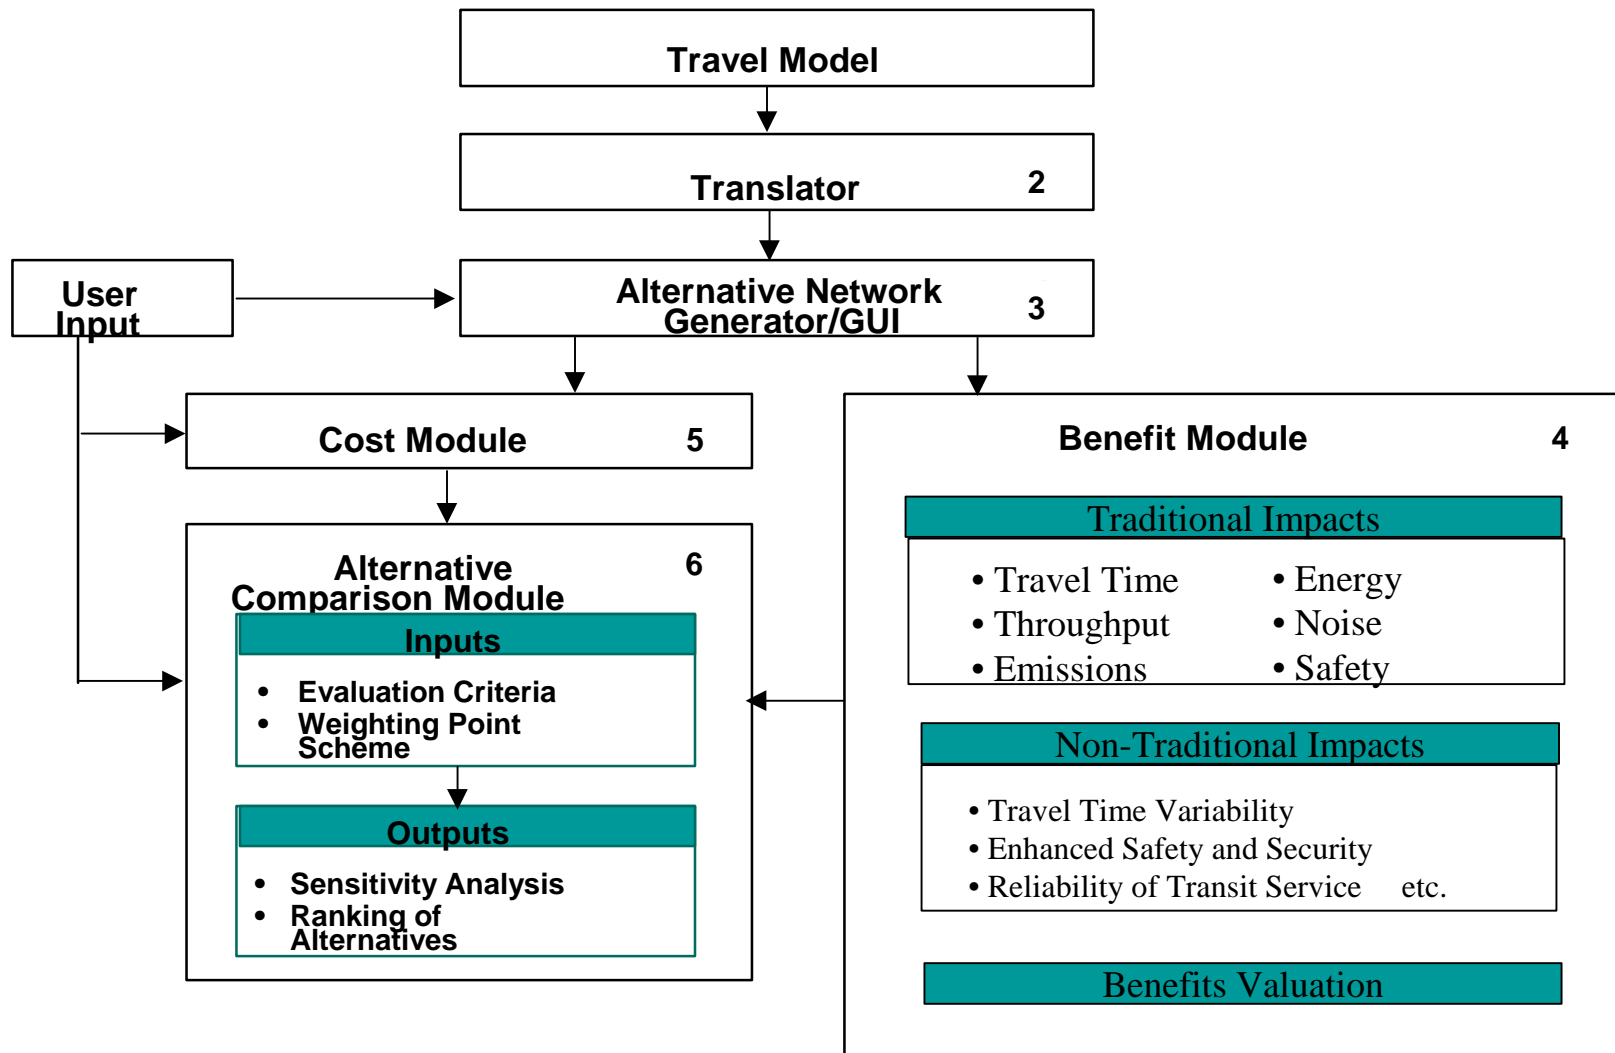 Travel Model
Translator 2
User
Input
Alternative Network
Generator/GUI 3
Cost Module 5
Benefit Module 4
Alternative 6
Comparison Module
Inputs
• Evaluation Criteria
• Weighting Point
Scheme
Outputs
• Sensitivity Analysis
• Ranking of
Alternatives
Traditional Impacts
• Travel Time
• Throughput
• Emissions
• Energy
• Noise
• Safety
Non-Traditional Impacts
• Travel Time Variability
• Enhanced Safety and Security
• Reliability of Transit Service etc.
Benefits Valuation